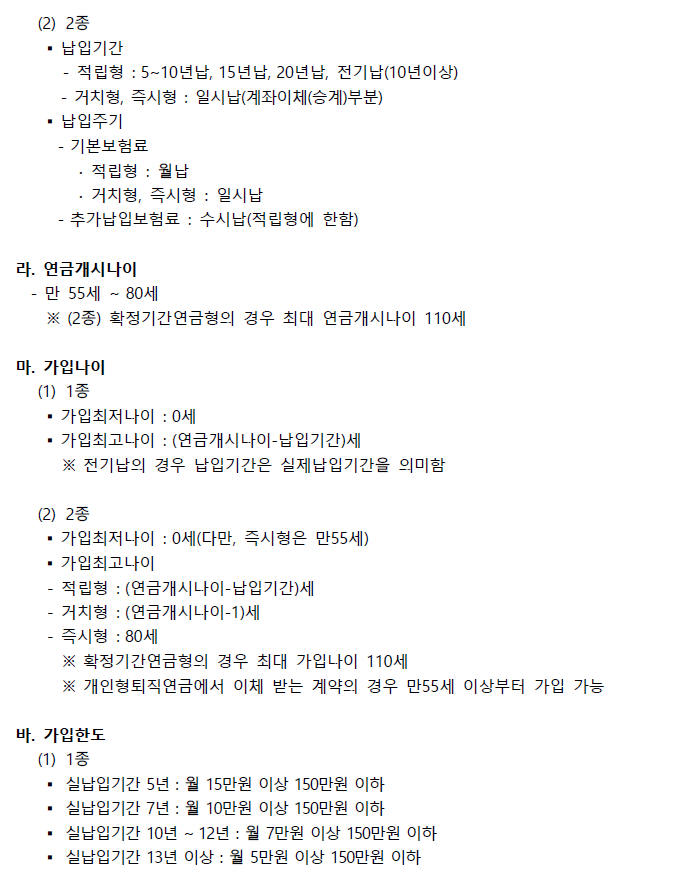 (2) 2종
▪ 납입기간
- 적립형 : 5~10년납, 15년납, 20년납, 전기납(10년이상)
- 거치형, 즉시형 : 일시납(계좌이체(승계)부분)
▪ 납입주기
- 기본보험료
· 적립형 : 월납
· 거치형, 즉시형 : 일시납
- 추가납입보험료 : 수시납(적립형에 한함)
라. 연금개시나이
- 만 55세 ~ 80세
※ (2종) 확정기간연금형의 경우 최대 연금개시나이 110세
마. 가입나이
(1) 1종
▪ 가입최저나이 : 0세
▪ 가입최고나이 : (연금개시나이-납입기간)세
※ 전기납의 경우 납입기간은 실제납입기간을 의미함
(2) 2종
▪ 가입최저나이 : 0세(다만, 즉시형은 만55세)
▪ 가입최고나이
- 적립형 : (연금개시나이-납입기간)세
- 거치형 : (연금개시나이-1)세
- 즉시형 : 80세
※ 확정기간연금형의 경우 최대 가입나이 110세
※ 개인형퇴직연금에서 이체 받는 계약의 경우 만55세 이상부터 가입 가능
바. 가입한도
(1) 1종
▪ 실납입기간 5년 : 월 15만원 이상 150만원 이하
▪ 실납입기간 7년 : 월 10만원 이상 150만원 이하
▪ 실납입기간 10년 ~ 12년 : 월 7만원 이상 150만원 이하
▪ 실납입기간 13년 이상 : 월 5만원 이상 150만원 이하